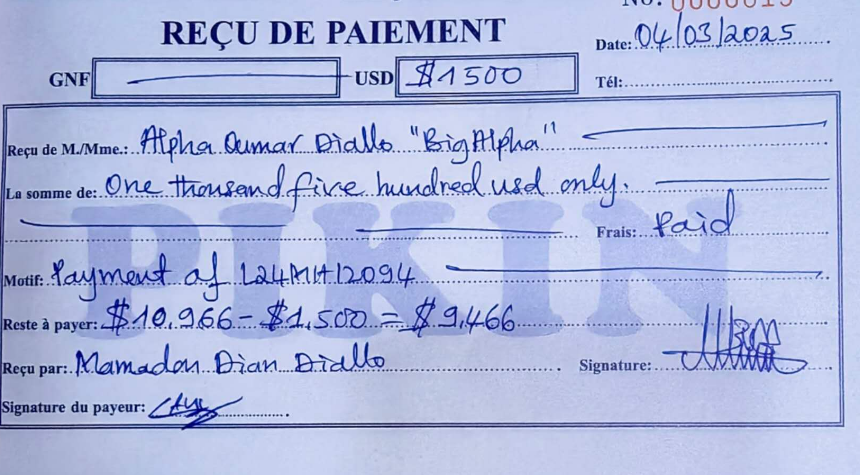 No. 0000015
REÇU DE PAIEMENT
Date: 04/03/2025
GNF USD $1500
Tél:
Reçu de M./Mme.: Alpha Oumar Diallo "BigAlpha"
La somme de: One thousand five hundred usd only.
Frais: Paid
Motif: Payment of L24MH12094
Reste à payer: $10,966 - $1,500 = $9,466
Reçu par: Mamadou Dian Diallo Signature:
Signature du payeur:
PIKIN